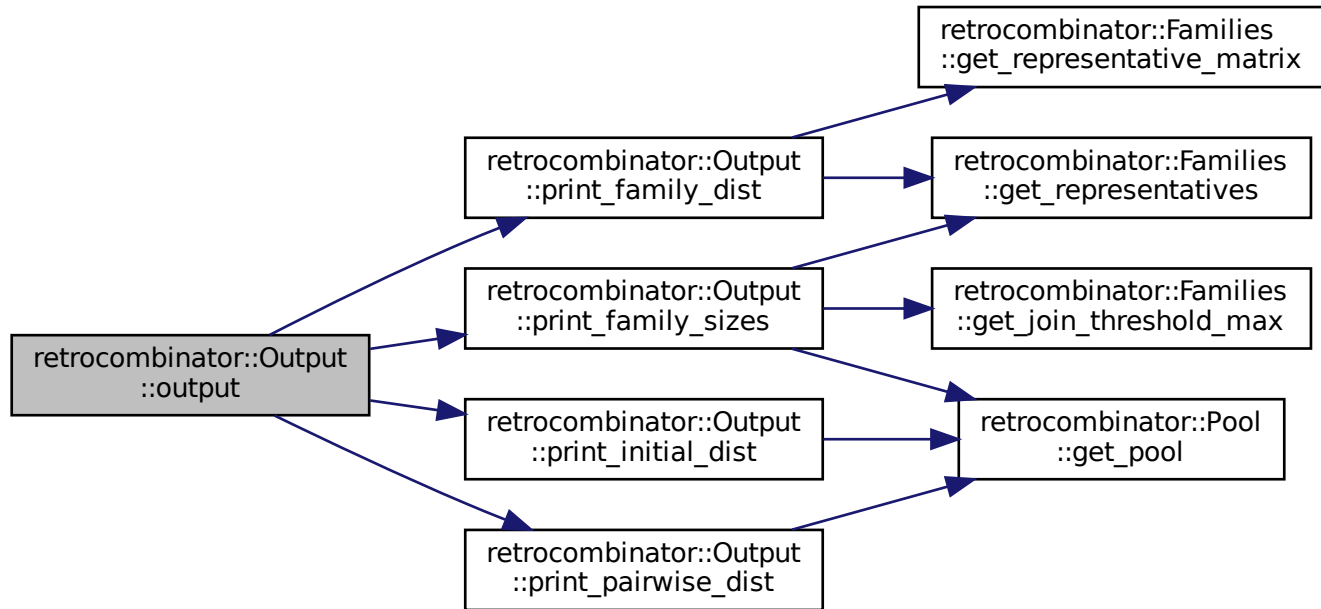 retrocombinator::Output
::output
retrocombinator::Output
::print_family_dist
retrocombinator::Output
::print_family_sizes
retrocombinator::Output
::print_initial_dist
retrocombinator::Output
::print_pairwise_dist
retrocombinator::Families
::get_representative_matrix
retrocombinator::Families
::get_representatives
retrocombinator::Families
::get_join_threshold_max
retrocombinator::Pool
::get_pool